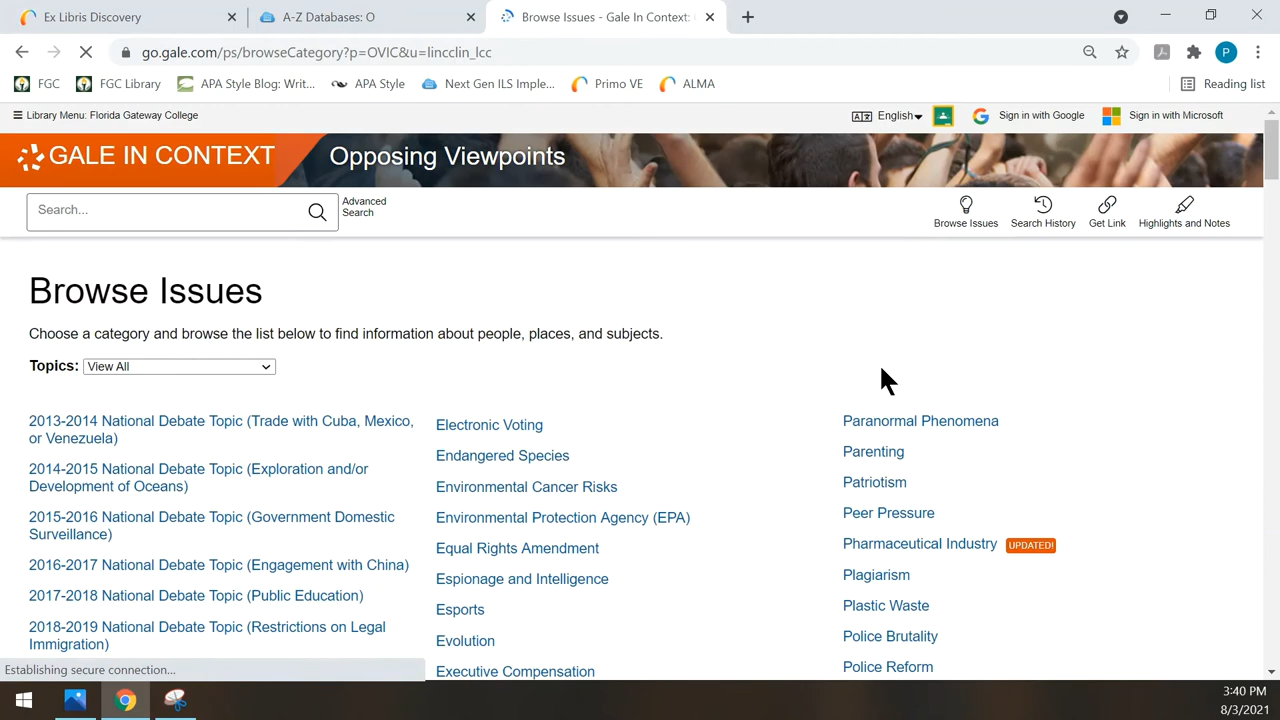 Ex Libris Discovery
A-Z Databases: O
Browse Issues - Gale In Context:
go.gale.com/ps/browseCategory?p=OVIC&u=lincclin_lcc
P
FGC
FGC Library
APA Style Blog: Writ...
APA Style
Next Gen ILS Imple...
Primo VE
ALMA
Reading list
Library Menu: Florida Gateway College
English
Sign in with Google
Sign in with Microsoft
GALE IN CONTEXT
Opposing Viewpoints
Search...
Advanced
Search
Browse Issues
Search History
Get Link
Highlights and Notes
Browse Issues
Choose a category and browse the list below to find information about people, places, and subjects.
Topics: View All
2013-2014 National Debate Topic (Trade with Cuba, Mexico,
or Venezuela)
2014-2015 National Debate Topic (Exploration and/or
Development of Oceans)
2015-2016 National Debate Topic (Government Domestic
Surveillance)
2016-2017 National Debate Topic (Engagement with China)
2017-2018 National Debate Topic (Public Education)
2018-2019 National Debate Topic (Restrictions on Legal
Immigration)
Electronic Voting
Endangered Species
Environmental Cancer Risks
Environmental Protection Agency (EPA)
Equal Rights Amendment
Espionage and Intelligence
Esports
Evolution
Executive Compensation
Paranormal Phenomena
Parenting
Patriotism
Peer Pressure
Pharmaceutical Industry UPDATED!
Plagiarism
Plastic Waste
Police Brutality
Police Reform
Establishing secure connection...
3:40 PM
8/3/2021